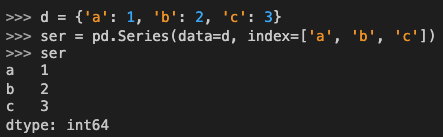 >>> d = {'a': 1, 'b': 2, 'c': 3}
>>> ser = pd.Series(data=d, index=['a', 'b', 'c'])
>>> ser
a   1
b   2
c   3
dtype: int64